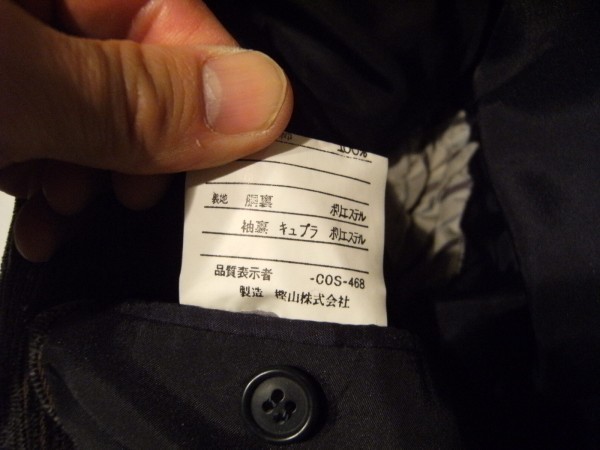 100%
裏地 胴裏 ポリエステル
袖裏 キュプラ ポリエステル
品質表示者 -COS-468
製造 樫山株式会社